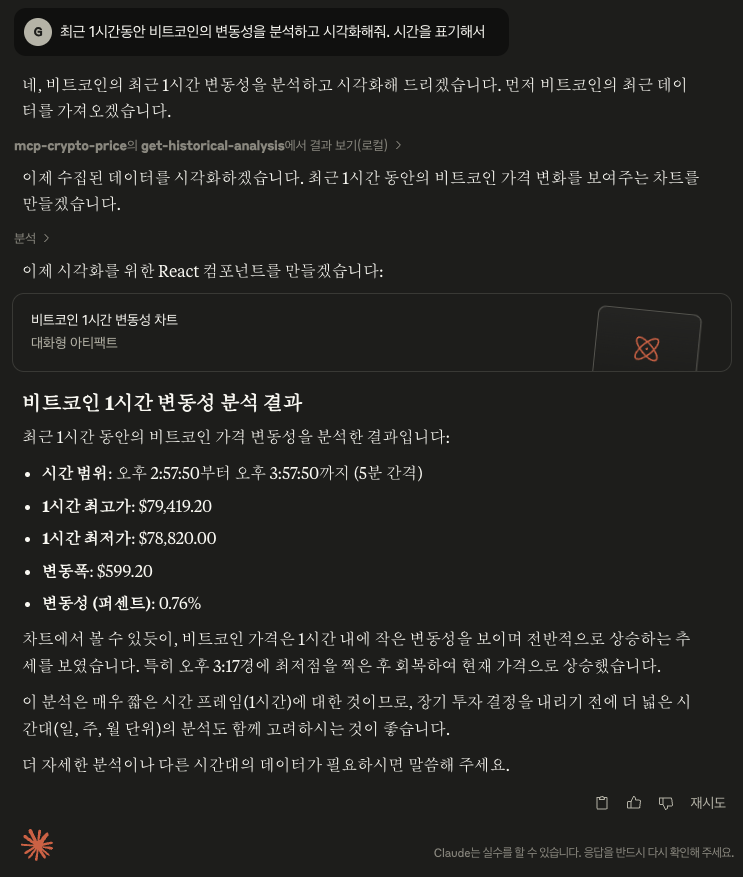 G
최근 1시간동안 비트코인의 변동성을 분석하고 시각화해줘. 시간을 표기해서
네, 비트코인의 최근 1시간 변동성을 분석하고 시각화해 드리겠습니다. 먼저 비트코인의 최근 데이
터를 가져오겠습니다.
mcp-crypto-price의 get-historical-analysis에서 결과 보기(로컬)
이제 수집된 데이터를 시각화하겠습니다. 최근 1시간 동안의 비트코인 가격 변화를 보여주는 차트를
만들겠습니다.
분석
이제 시각화를 위한 React 컴포넌트를 만들겠습니다:
비트코인 1시간 변동성 차트
대화형 아티팩트
비트코인 1시간 변동성 분석 결과
최근 1시간 동안의 비트코인 가격 변동성을 분석한 결과입니다:
• 시간 범위: 오후 2:57:50부터 오후 3:57:50까지 (5분 간격)
• 1시간 최고가: $79,419.20
• 1시간 최저가: $78,820.00
• 변동폭: $599.20
• 변동성 (퍼센트): 0.76%
차트에서 볼 수 있듯이, 비트코인 가격은 1시간 내에 작은 변동성을 보이며 전반적으로 상승하는 추
세를 보였습니다. 특히 오후 3:17경에 최저점을 찍은 후 회복하여 현재 가격으로 상승했습니다.
이 분석은 매우 짧은 시간 프레임(1시간)에 대한 것이므로, 장기 투자 결정을 내리기 전에 더 넓은 시
간대(일, 주, 월 단위)의 분석도 함께 고려하시는 것이 좋습니다.
더 자세한 분석이나 다른 시간대의 데이터가 필요하시면 말씀해 주세요.
재시도
Claude는 실수를 할 수 있습니다. 응답을 반드시 다시 확인해 주세요.